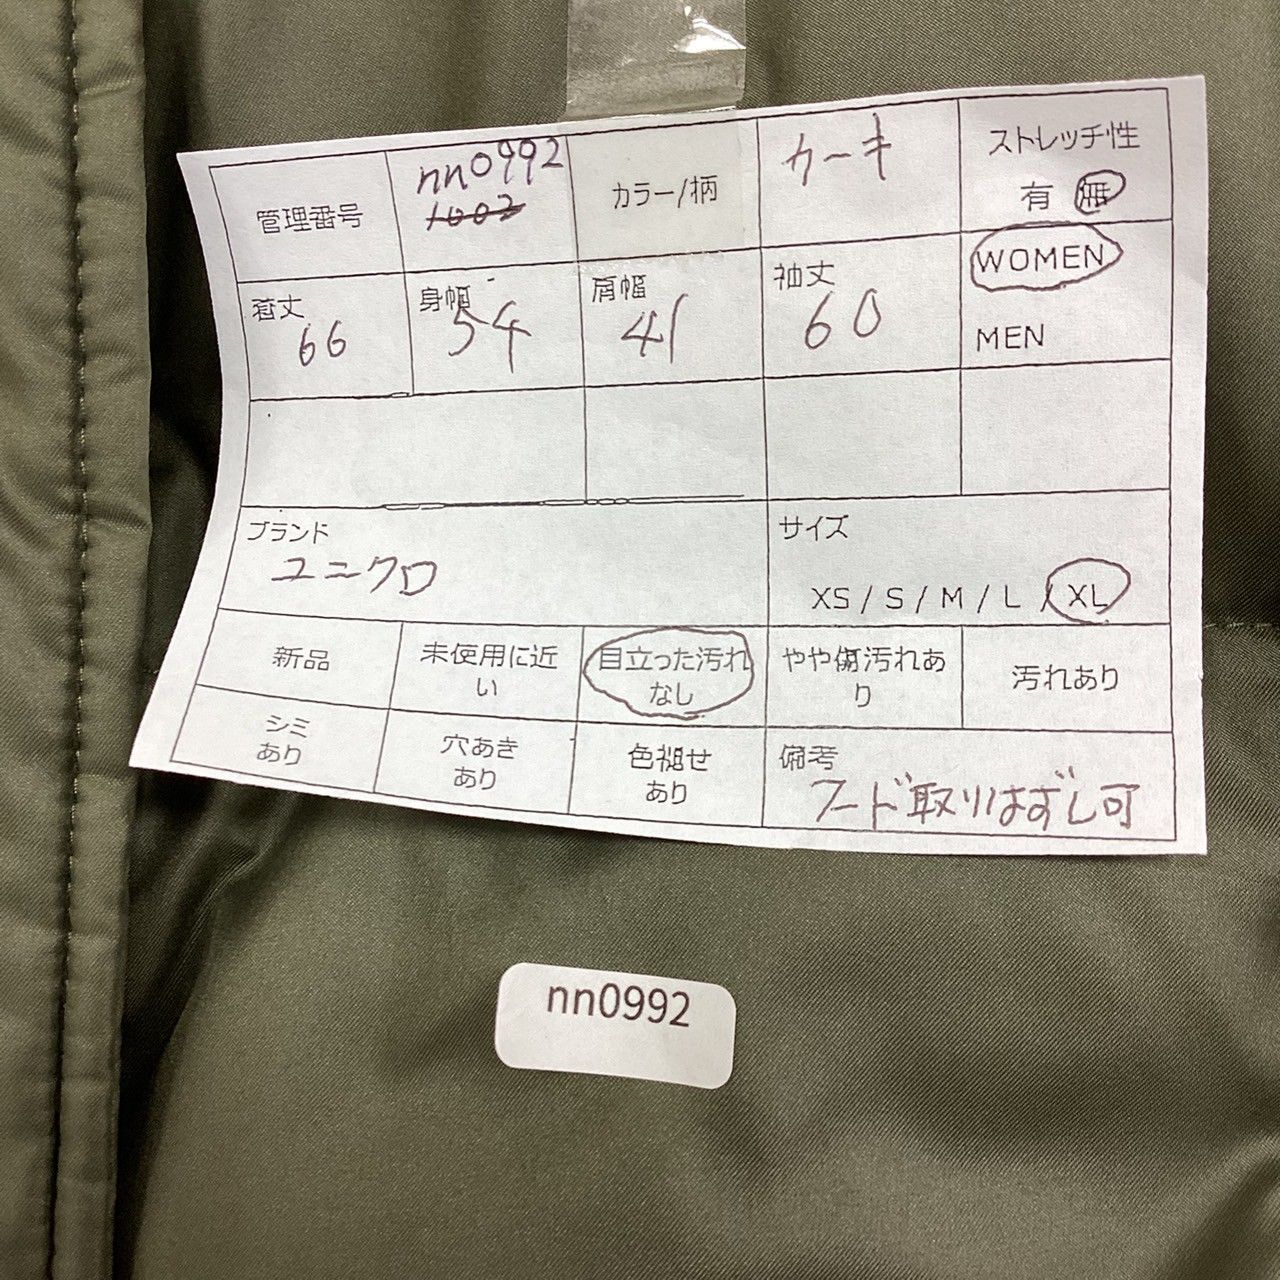 管理番号
nn0992
1002
カラー/柄
カーキ
ストレッチ性
有 無
着丈
66
身幅
54
肩幅
41
袖丈
60
WOMEN
MEN
ブランド
ユニクロ
サイズ
XS / S / M / L / XL
新品
未使用に近
い
目立った汚れ
なし
やや傷汚れあ
り
汚れあり
シミ
あり
穴あき
あり
色褪せ
あり
備考
フード取りはずし可
nn0992